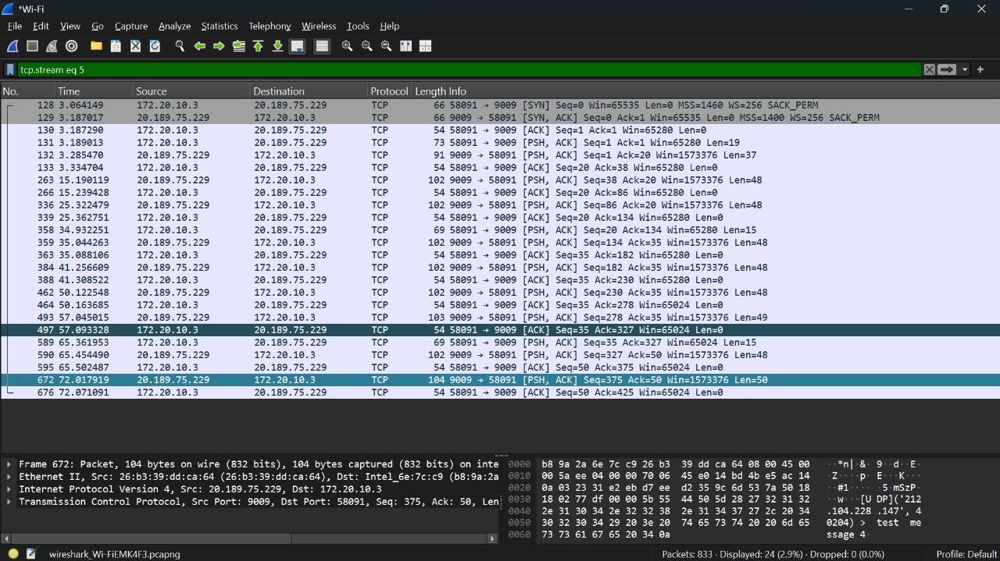 *Wi-Fi
File Edit View Go Capture Analyze Statistics Telephony Wireless Tools Help
tcp.stream eq 5
No. Time Source Destination Protocol Length Info
128 3.064149 172.20.10.3 20.189.75.229 TCP 66 58091 → 9009 [SYN] Seq=0 Win=65535 Len=0 MSS=1460 WS=256 SACK_PERM
129 3.187017 20.189.75.229 172.20.10.3 TCP 66 9009 → 58091 [SYN, ACK] Seq=0 Ack=1 Win=65535 Len=0 MSS=1400 WS=256 SACK_PERM
130 3.187290 172.20.10.3 20.189.75.229 TCP 54 58091 → 9009 [ACK] Seq=1 Ack=1 Win=65280 Len=0
131 3.189013 172.20.10.3 20.189.75.229 TCP 73 58091 → 9009 [PSH, ACK] Seq=1 Ack=1 Win=65280 Len=19
132 3.285470 20.189.75.229 172.20.10.3 TCP 91 9009 → 58091 [PSH, ACK] Seq=1 Ack=20 Win=1573376 Len=37
133 3.334704 172.20.10.3 20.189.75.229 TCP 54 58091 → 9009 [ACK] Seq=20 Ack=38 Win=65280 Len=0
263 15.190119 20.189.75.229 172.20.10.3 TCP 102 9009 → 58091 [PSH, ACK] Seq=38 Ack=20 Win=1573376 Len=48
266 15.239428 172.20.10.3 20.189.75.229 TCP 54 58091 → 9009 [ACK] Seq=20 Ack=86 Win=65280 Len=0
336 25.322479 20.189.75.229 172.20.10.3 TCP 102 9009 → 58091 [PSH, ACK] Seq=86 Ack=20 Win=1573376 Len=48
339 25.362751 172.20.10.3 20.189.75.229 TCP 54 58091 → 9009 [ACK] Seq=20 Ack=134 Win=65280 Len=0
358 34.932251 172.20.10.3 20.189.75.229 TCP 69 58091 → 9009 [PSH, ACK] Seq=20 Ack=134 Win=65280 Len=15
359 35.044263 20.189.75.229 172.20.10.3 TCP 102 9009 → 58091 [PSH, ACK] Seq=134 Ack=35 Win=1573376 Len=48
363 35.088106 172.20.10.3 20.189.75.229 TCP 54 58091 → 9009 [ACK] Seq=35 Ack=182 Win=65280 Len=0
384 41.256609 20.189.75.229 172.20.10.3 TCP 102 9009 → 58091 [PSH, ACK] Seq=182 Ack=35 Win=1573376 Len=48
388 41.308522 172.20.10.3 20.189.75.229 TCP 54 58091 → 9009 [ACK] Seq=35 Ack=230 Win=65280 Len=0
462 50.122548 20.189.75.229 172.20.10.3 TCP 102 9009 → 58091 [PSH, ACK] Seq=230 Ack=35 Win=1573376 Len=48
464 50.163685 172.20.10.3 20.189.75.229 TCP 54 58091 → 9009 [ACK] Seq=35 Ack=278 Win=65024 Len=0
493 57.045015 20.189.75.229 172.20.10.3 TCP 103 9009 → 58091 [PSH, ACK] Seq=278 Ack=35 Win=1573376 Len=49
497 57.093328 172.20.10.3 20.189.75.229 TCP 54 58091 → 9009 [ACK] Seq=35 Ack=327 Win=65024 Len=0
589 65.361953 172.20.10.3 20.189.75.229 TCP 69 58091 → 9009 [PSH, ACK] Seq=35 Ack=327 Win=65024 Len=15
590 65.454490 20.189.75.229 172.20.10.3 TCP 102 9009 → 58091 [PSH, ACK] Seq=327 Ack=50 Win=1573376 Len=48
595 65.502487 172.20.10.3 20.189.75.229 TCP 54 58091 → 9009 [ACK] Seq=50 Ack=375 Win=65024 Len=0
672 72.017919 20.189.75.229 172.20.10.3 TCP 104 9009 → 58091 [PSH, ACK] Seq=375 Ack=50 Win=1573376 Len=50
676 72.071091 172.20.10.3 20.189.75.229 TCP 54 58091 → 9009 [ACK] Seq=50 Ack=425 Win=65024 Len=0
Frame 672: Packet, 104 bytes on wire (832 bits), 104 bytes captured (832 bits) on inte
Ethernet II, Src: 26:b3:39:dd:ca:64 (26:b3:39:dd:ca:64), Dst: Intel_6e:7c:c9 (b8:9a:2a
Internet Protocol Version 4, Src: 20.189.75.229, Dst: 172.20.10.3
Transmission Control Protocol, Src Port: 9009, Dst Port: 58091, Seq: 375, Ack: 50, Len
0000 b8 9a 2a 6e 7c c9 26 b3 39 dd ca 64 08 00 45 00 ··*n|·&· 9··d··E·
0010 00 5a ee 04 00 00 70 06 45 e0 14 bd 4b e5 ac 14 ·Z····p· E···K···
0020 0a 03 23 31 e2 eb d7 ee d2 35 9c 6d 53 7a 50 18 ··#1···· ·5·mSzP·
0030 18 02 77 df 00 00 5b 55 44 50 5d 28 27 32 31 32 ··w···[U DP]('212
0040 2e 31 30 34 2e 32 32 38 2e 31 34 37 27 2c 20 34 .104.228 .147', 4
0050 30 32 30 34 29 20 3e 20 74 65 73 74 20 20 6d 65 0204) > test  me
0060 73 73 61 67 65 20 34 0a ssage 4·
wireshark_Wi-FiEMK4F3.pcapng Packets: 833 · Displayed: 24 (2.9%) · Dropped: 0 (0.0%) Profile: Default